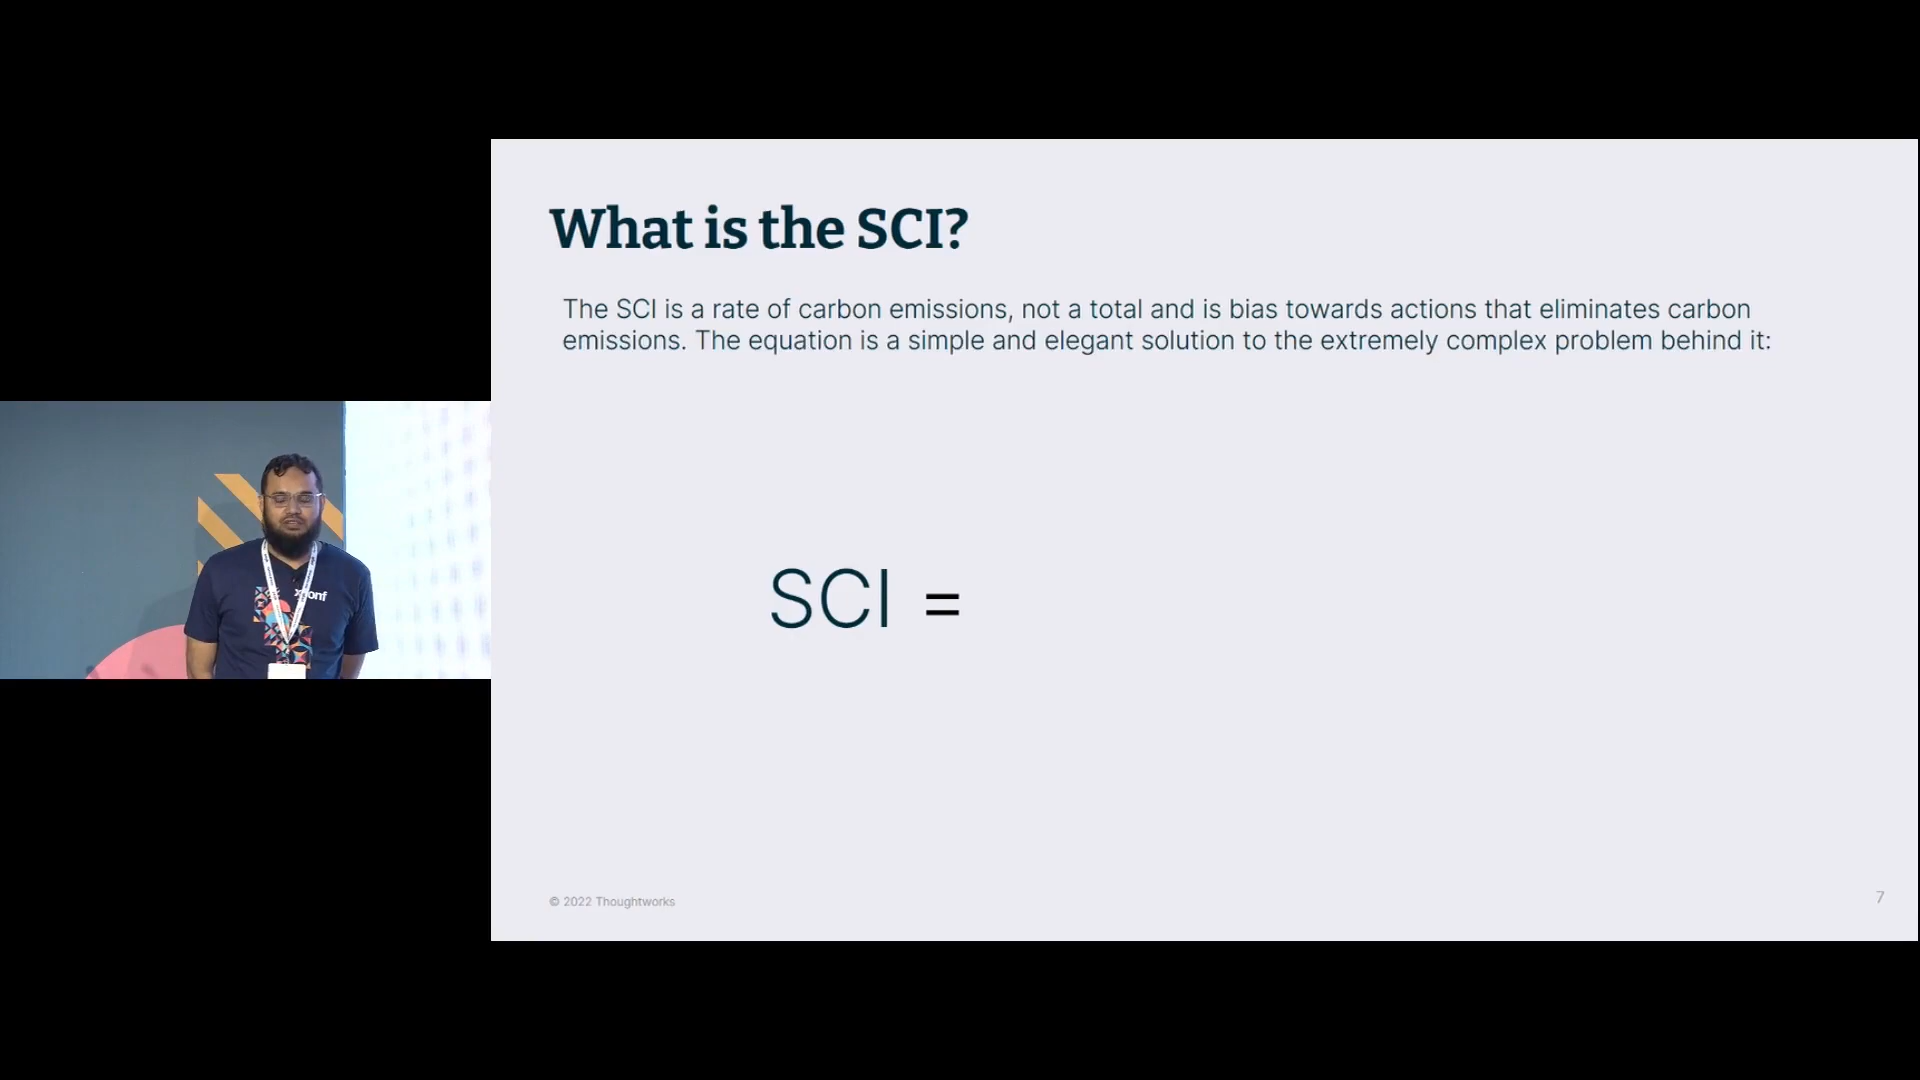 What is the SCI?
The SCI is a rate of carbon emissions, not a total and is bias towards actions that eliminates carbon
emissions. The equation is a simple and elegant solution to the extremely complex problem behind it:
SCI =
© 2022 Thoughtworks
7